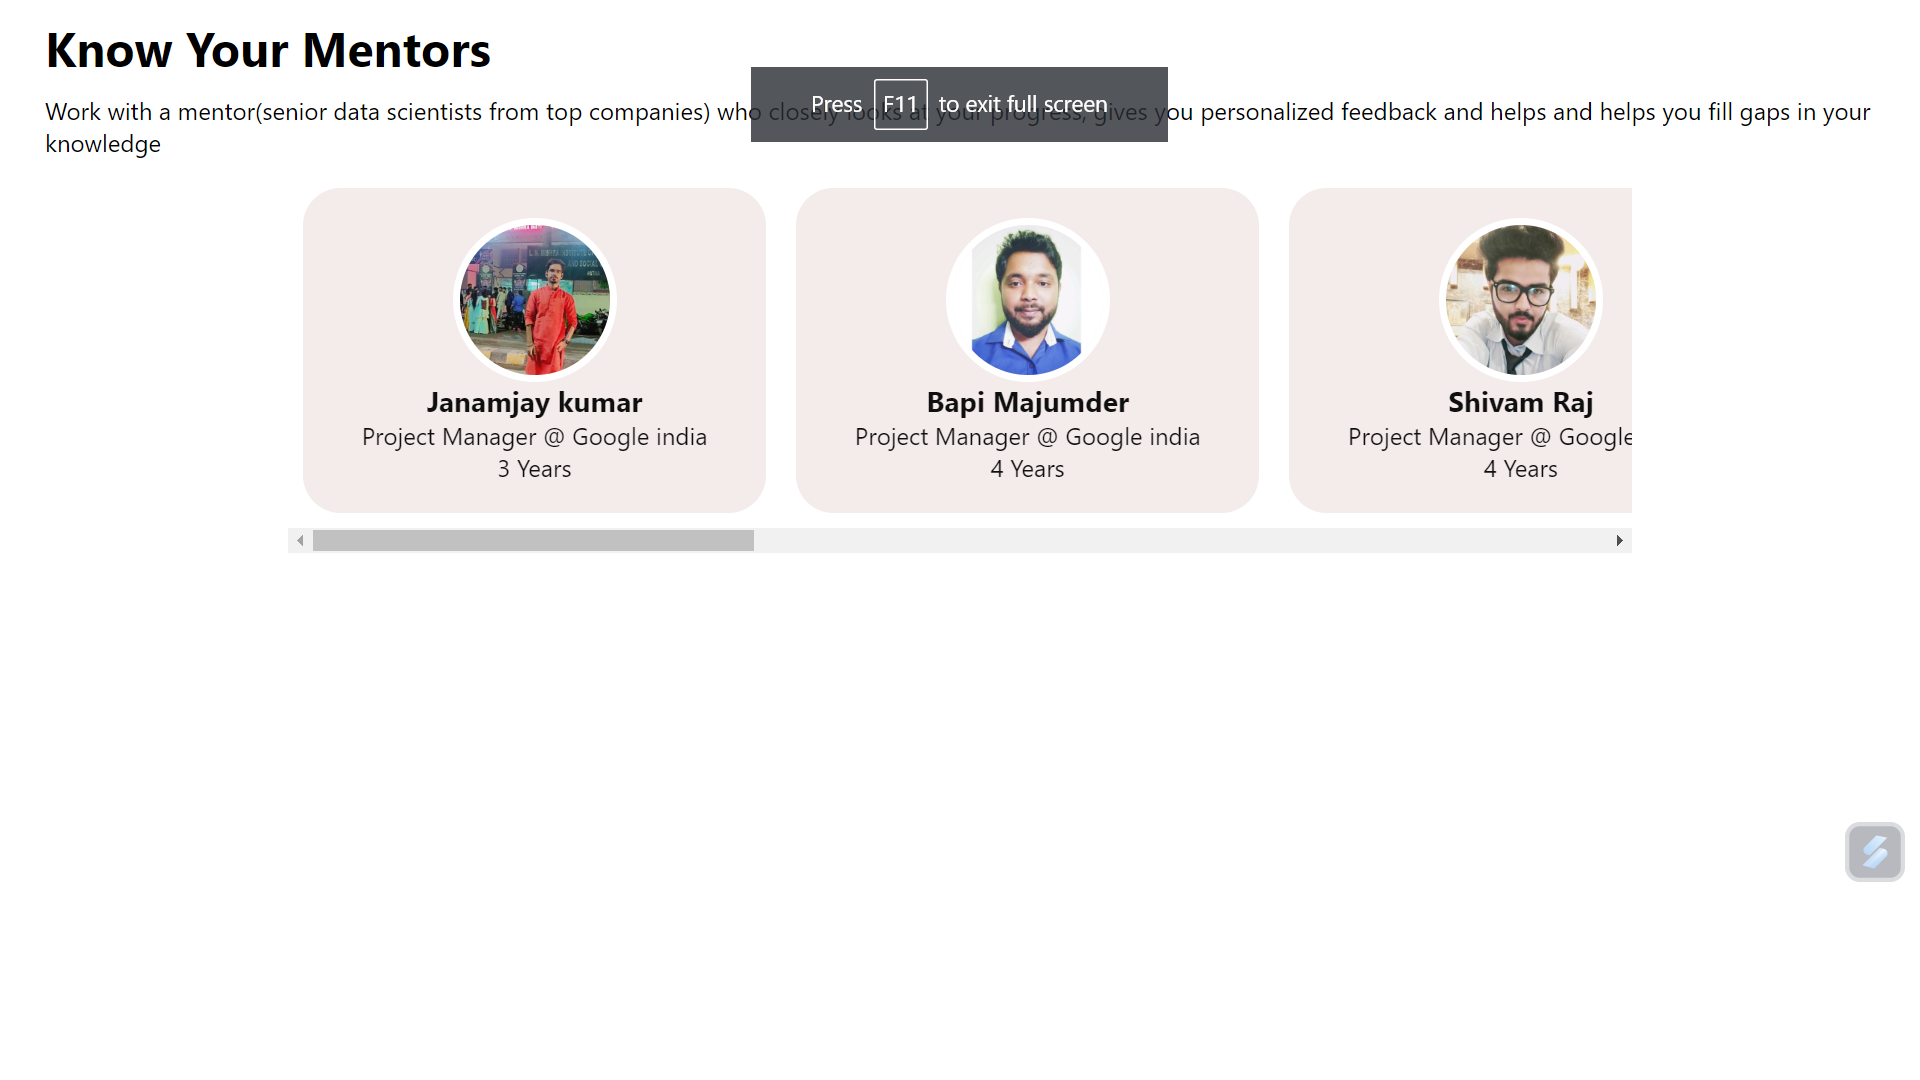 Know Your Mentors
Work with a mentor(senior data scientists from top companies) who closely looks at your progress, gives you personalized feedback and helps and helps you fill gaps in your
knowledge
Press F11 to exit full screen
Janamjay kumar
Project Manager @ Google india
3 Years
Bapi Majumder
Project Manager @ Google india
4 Years
Shivam Raj
Project Manager @ Google
4 Years